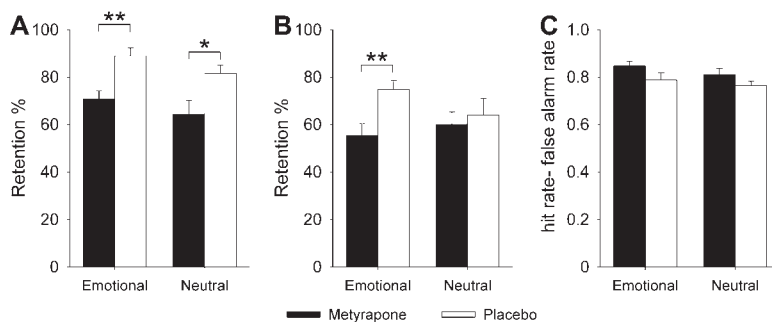 A
B
C
**
*
**
100
80
60
40
20
0
Retention %
Emotional
Neutral
100
80
60
40
20
0
Retention %
Emotional
Neutral
1.0
0.8
0.6
0.4
0.2
0
hit rate- false alarm rate
Emotional
Neutral
Metyrapone
Placebo